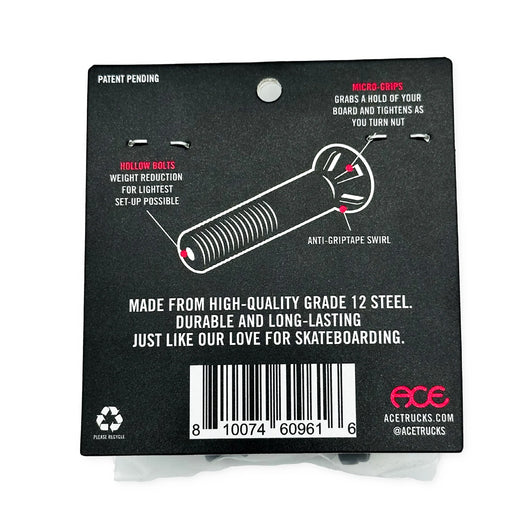 PATENT PENDING
MICRO-GRIPS
GRABS A HOLD OF YOUR
BOARD AND TIGHTENS AS
YOU TURN NUT
HOLLOW BOLTS
WEIGHT REDUCTION
FOR LIGHTEST
SET-UP POSSIBLE
ANTI-GRIPTAPE SWIRL
MADE FROM HIGH-QUALITY GRADE 12 STEEL.
DURABLE AND LONG-LASTING
JUST LIKE OUR LOVE FOR SKATEBOARDING.
8 10074 60961 6
PLEASE RECYCLE
ACE
ACETRUCKS.COM
@ACETRUCKS